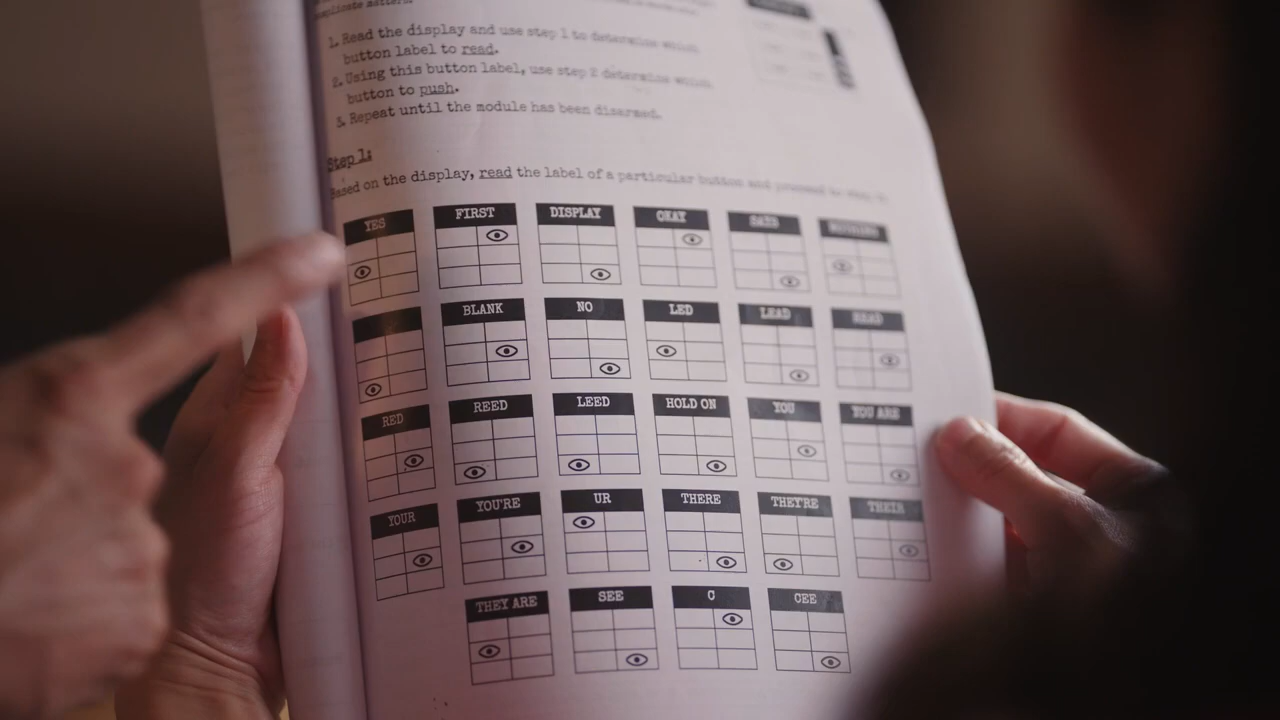 1. Read the display and use step 1 to determine which
button label to read.
2. Using this button label, use step 2 determine which
button to push.
3. Repeat until the module has been disarmed.
Step 1:
Based on the display, read the label of a particular button and proceed to step 2:
YES FIRST DISPLAY OKAY SAYS NOTHING
BLANK NO LED LEAD READ
RED REED LEED HOLD ON YOU YOU ARE
YOUR YOU'RE UR THERE THEY'RE THEIR
THEY ARE SEE C CEE